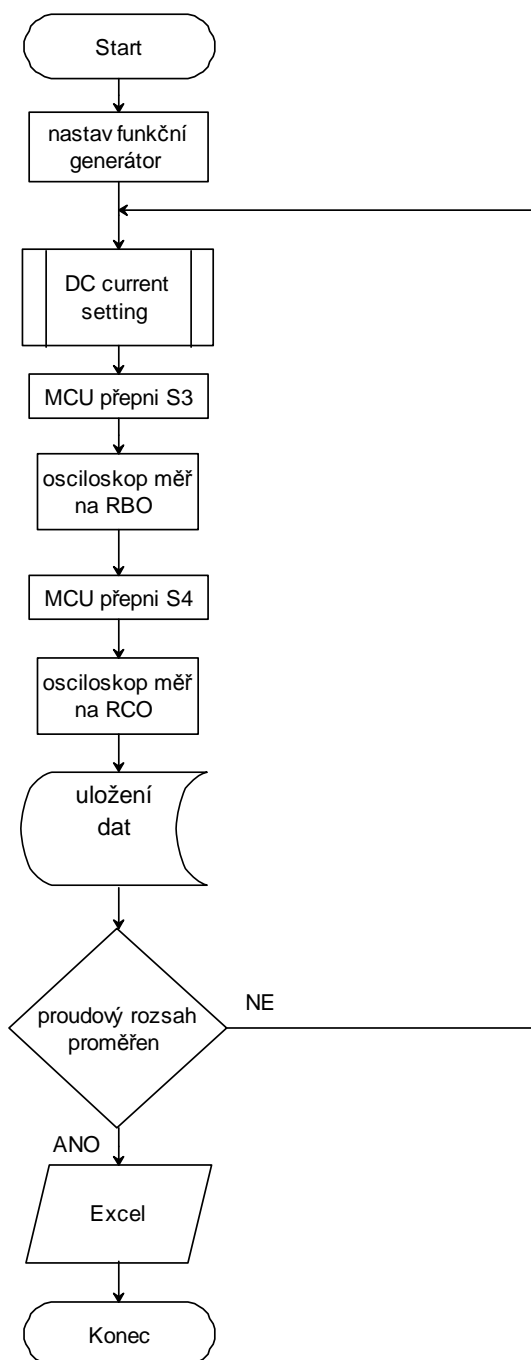 Start
nastav funkční
generátor
DC current
setting
MCU přepni S3
osciloskop měř
na RBO
MCU přepni S4
osciloskop měř
na RCO
uložení
dat
proudový rozsah
proměřen
NE
ANO
Excel
Konec